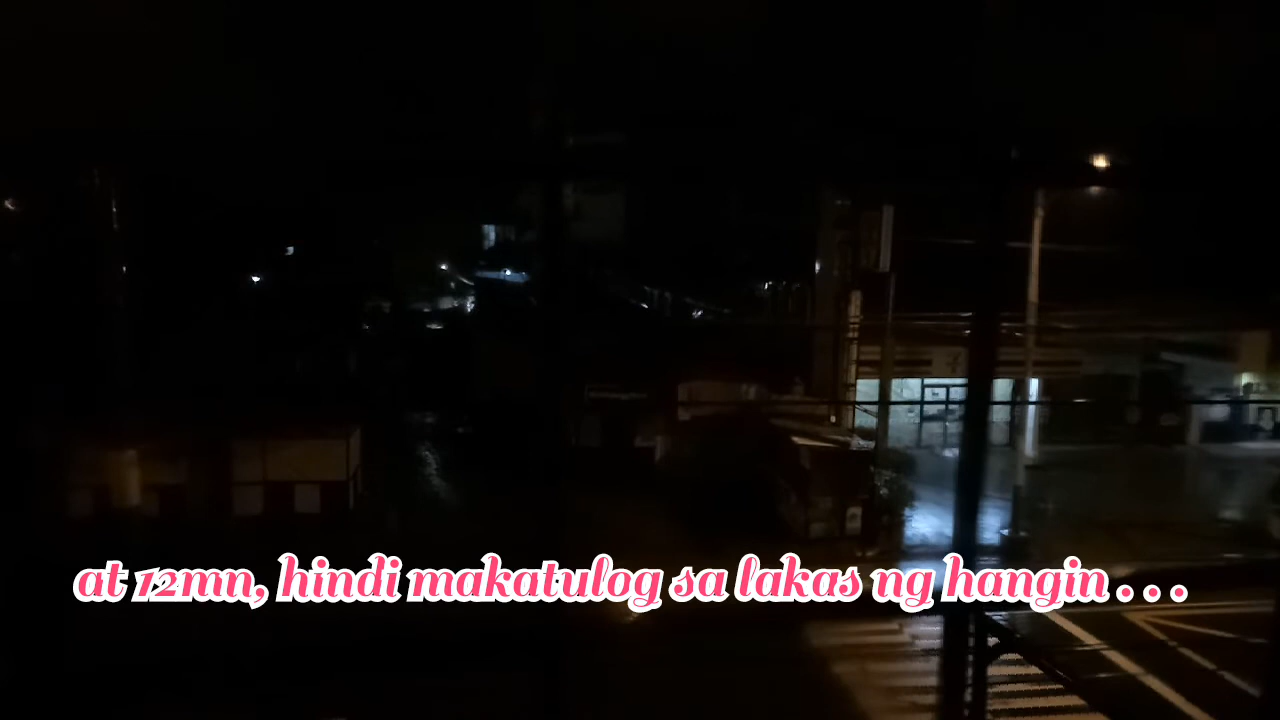 at 12mn, hindi makatulog sa lakas ng hangin . . .